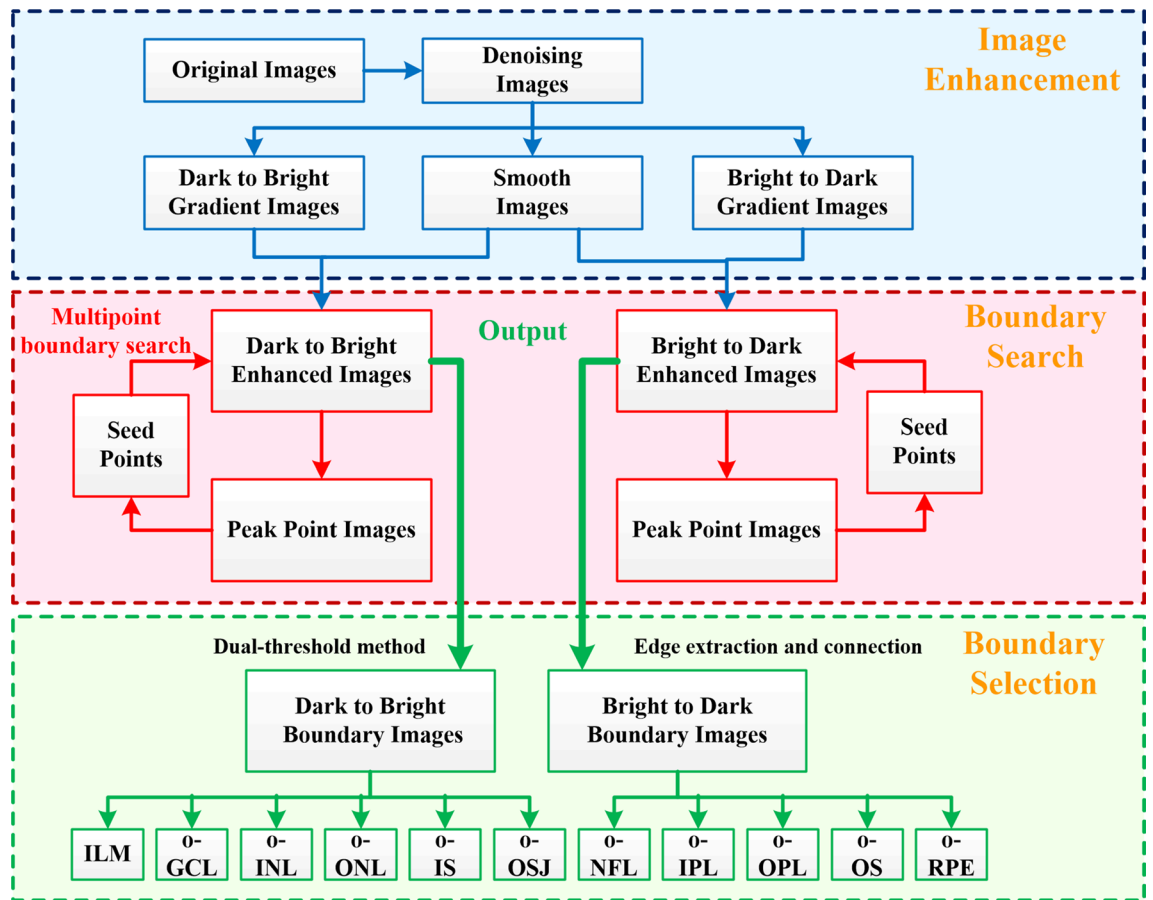 Image
Enhancement
Original Images
Denoising
Images
Dark to Bright
Gradient Images
Smooth
Images
Bright to Dark
Gradient Images
Multipoint
boundary search
Output
Boundary
Search
Dark to Bright
Enhanced Images
Bright to Dark
Enhanced Images
Seed
Points
Seed
Points
Peak Point Images
Peak Point Images
Dual-threshold method
Edge extraction and connection
Boundary
Selection
Dark to Bright
Boundary Images
Bright to Dark
Boundary Images
ILM
o-
GCL
o-
INL
o-
ONL
o-
IS
o-
OSJ
o-
NFL
o-
IPL
o-
OPL
o-
OS
o-
RPE